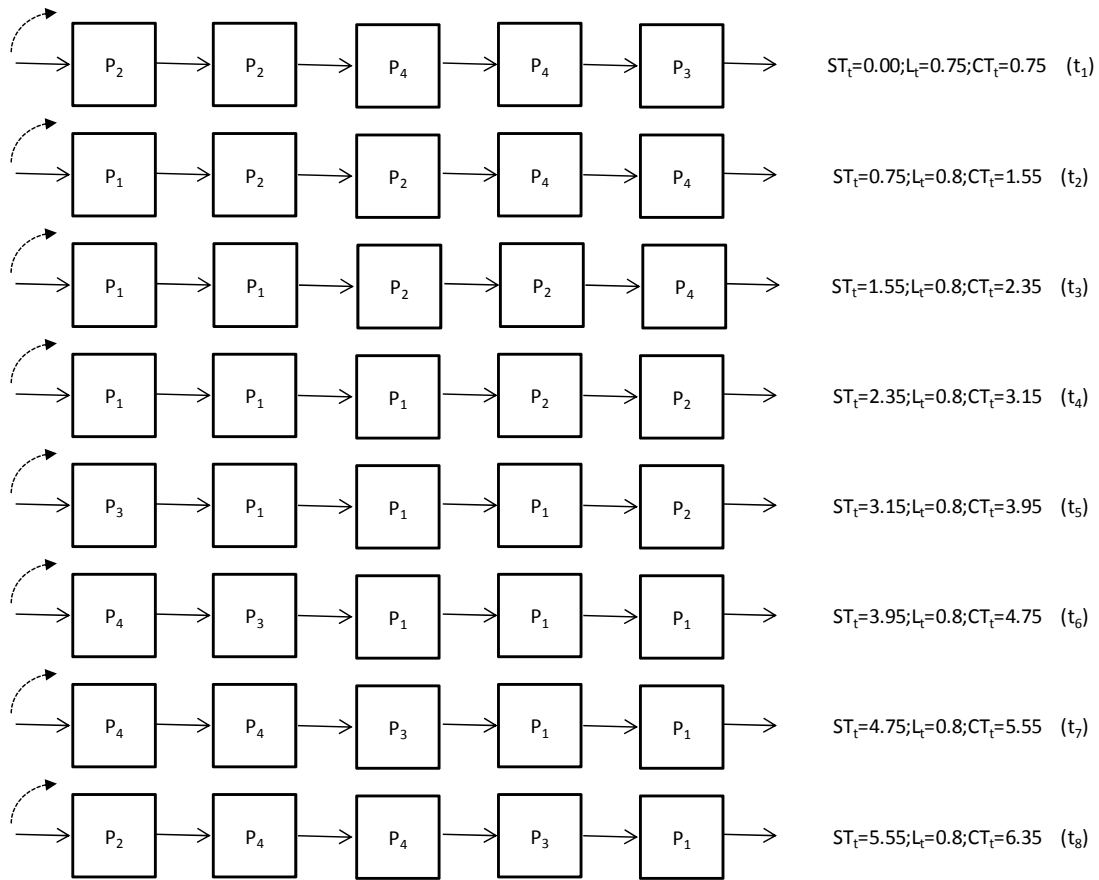 P₂ P₂ P₄ P₄ P₃ STₜ=0.00;Lₜ=0.75;CTₜ=0.75 (t₁)
P₁ P₂ P₂ P₄ P₄ STₜ=0.75;Lₜ=0.8;CTₜ=1.55 (t₂)
P₁ P₁ P₂ P₂ P₄ STₜ=1.55;Lₜ=0.8;CTₜ=2.35 (t₃)
P₁ P₁ P₁ P₂ P₂ STₜ=2.35;Lₜ=0.8;CTₜ=3.15 (t₄)
P₃ P₁ P₁ P₁ P₂ STₜ=3.15;Lₜ=0.8;CTₜ=3.95 (t₅)
P₄ P₃ P₁ P₁ P₁ STₜ=3.95;Lₜ=0.8;CTₜ=4.75 (t₆)
P₄ P₄ P₃ P₁ P₁ STₜ=4.75;Lₜ=0.8;CTₜ=5.55 (t₇)
P₂ P₄ P₄ P₃ P₁ STₜ=5.55;Lₜ=0.8;CTₜ=6.35 (t₈)